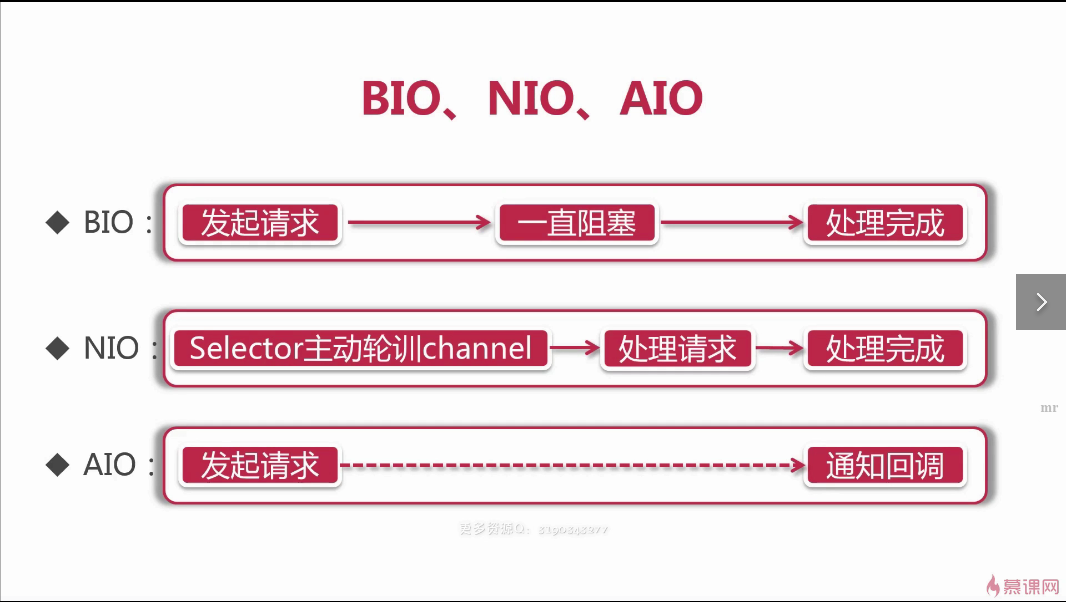 BIO、NIO、AIO
◆ BIO： 发起请求 一直阻塞 处理完成
◆ NIO： Selector主动轮训channel 处理请求 处理完成
mr
◆ AIO： 发起请求 通知回调
更多资源Q：
慕课网